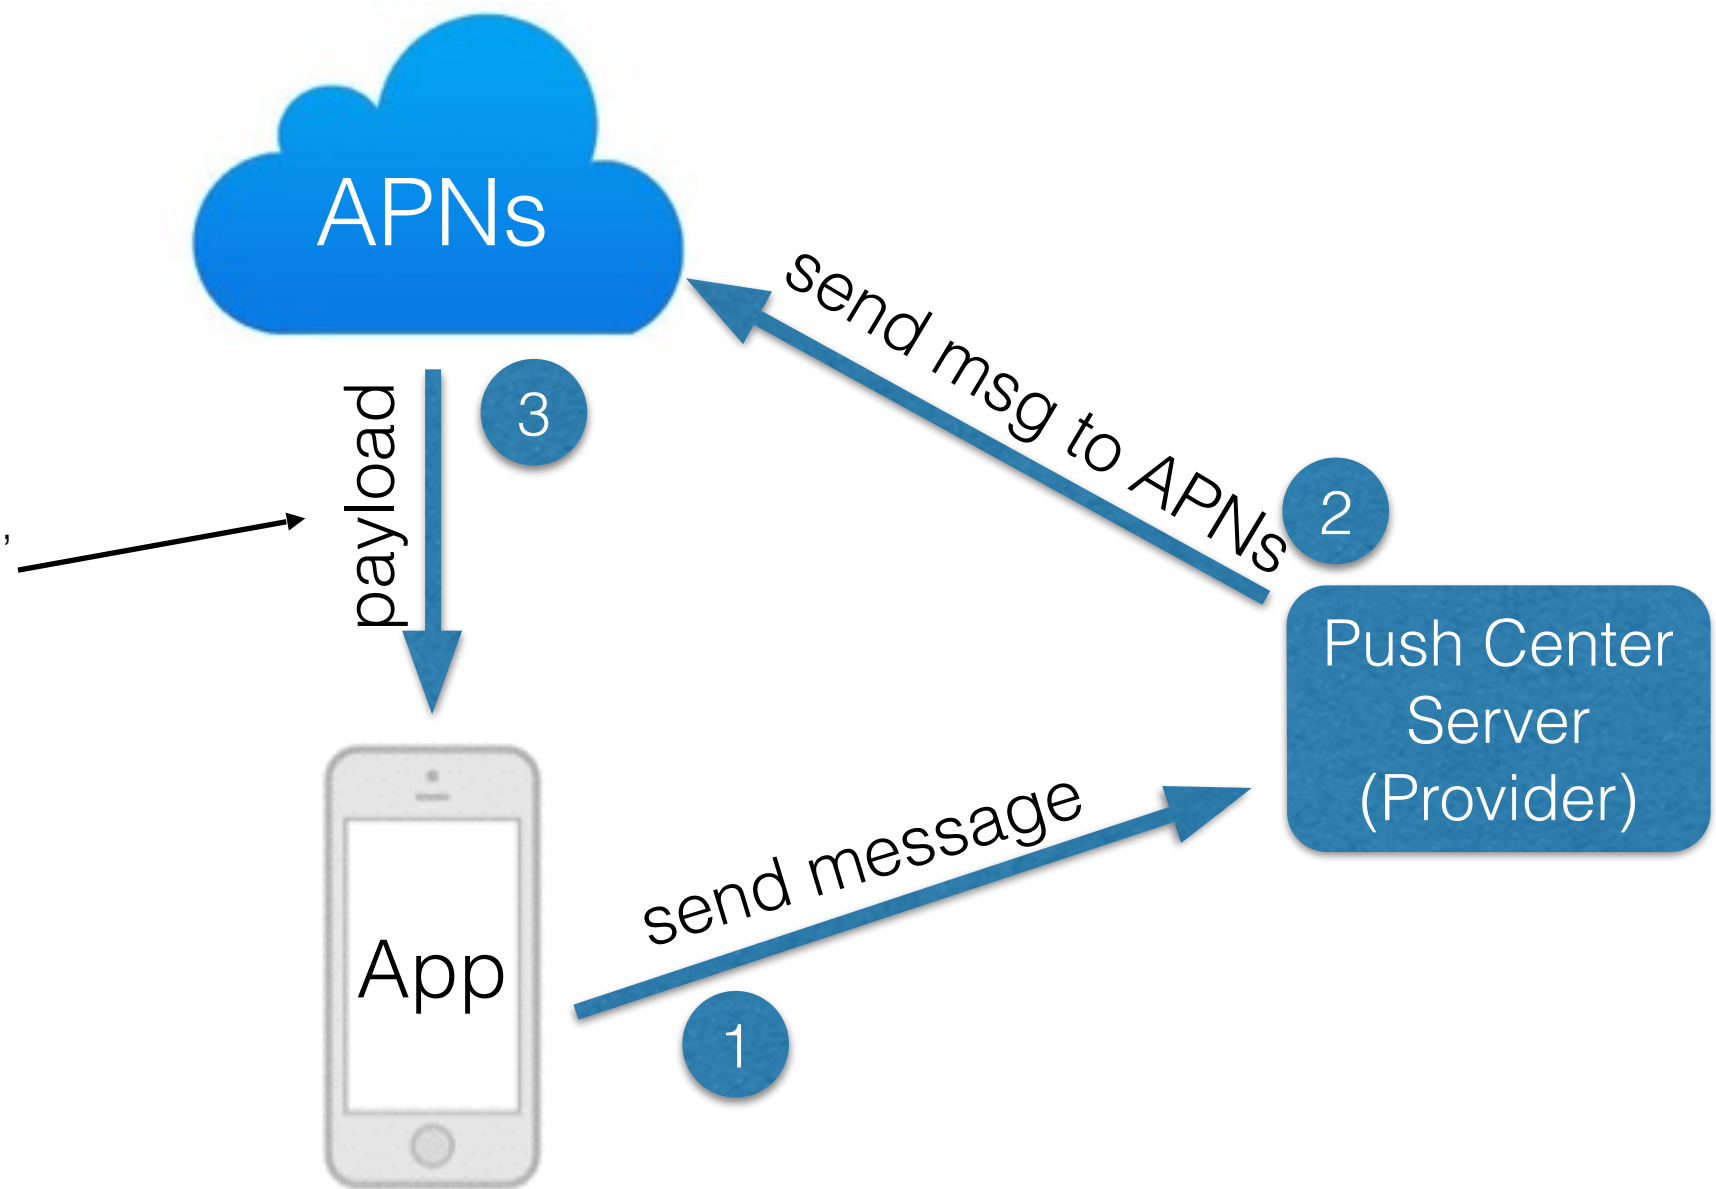 APNs
send msg to APNs
3
payload
2
,
Push Center
Server
(Provider)
send message
App
1